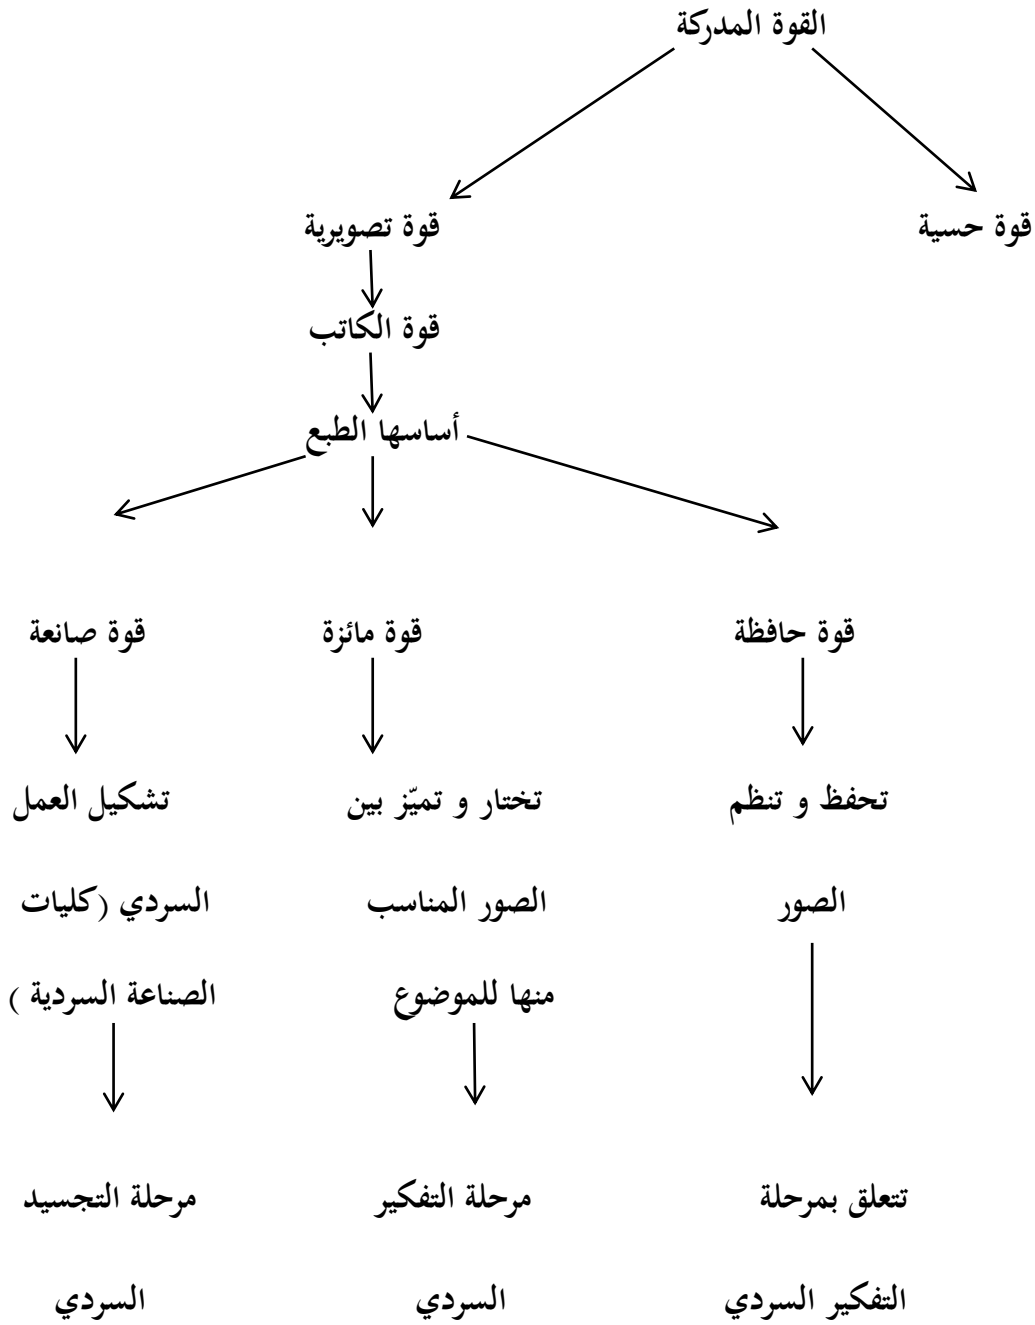 القوة المدركة
قوة حسية
قوة تصويرية
قوة الكاتب
أساسها الطبع
قوة حافظة
قوة مائزة
قوة صانعة
تحفظ و تنظم
الصور
تختار و تميّز بين
الصور المناسب
منها للموضوع
تشكيل العمل
السردي (كليات
الصناعة السردية )
تتعلق بمرحلة
التفكير السردي
مرحلة التفكير
السردي
مرحلة التجسيد
السردي